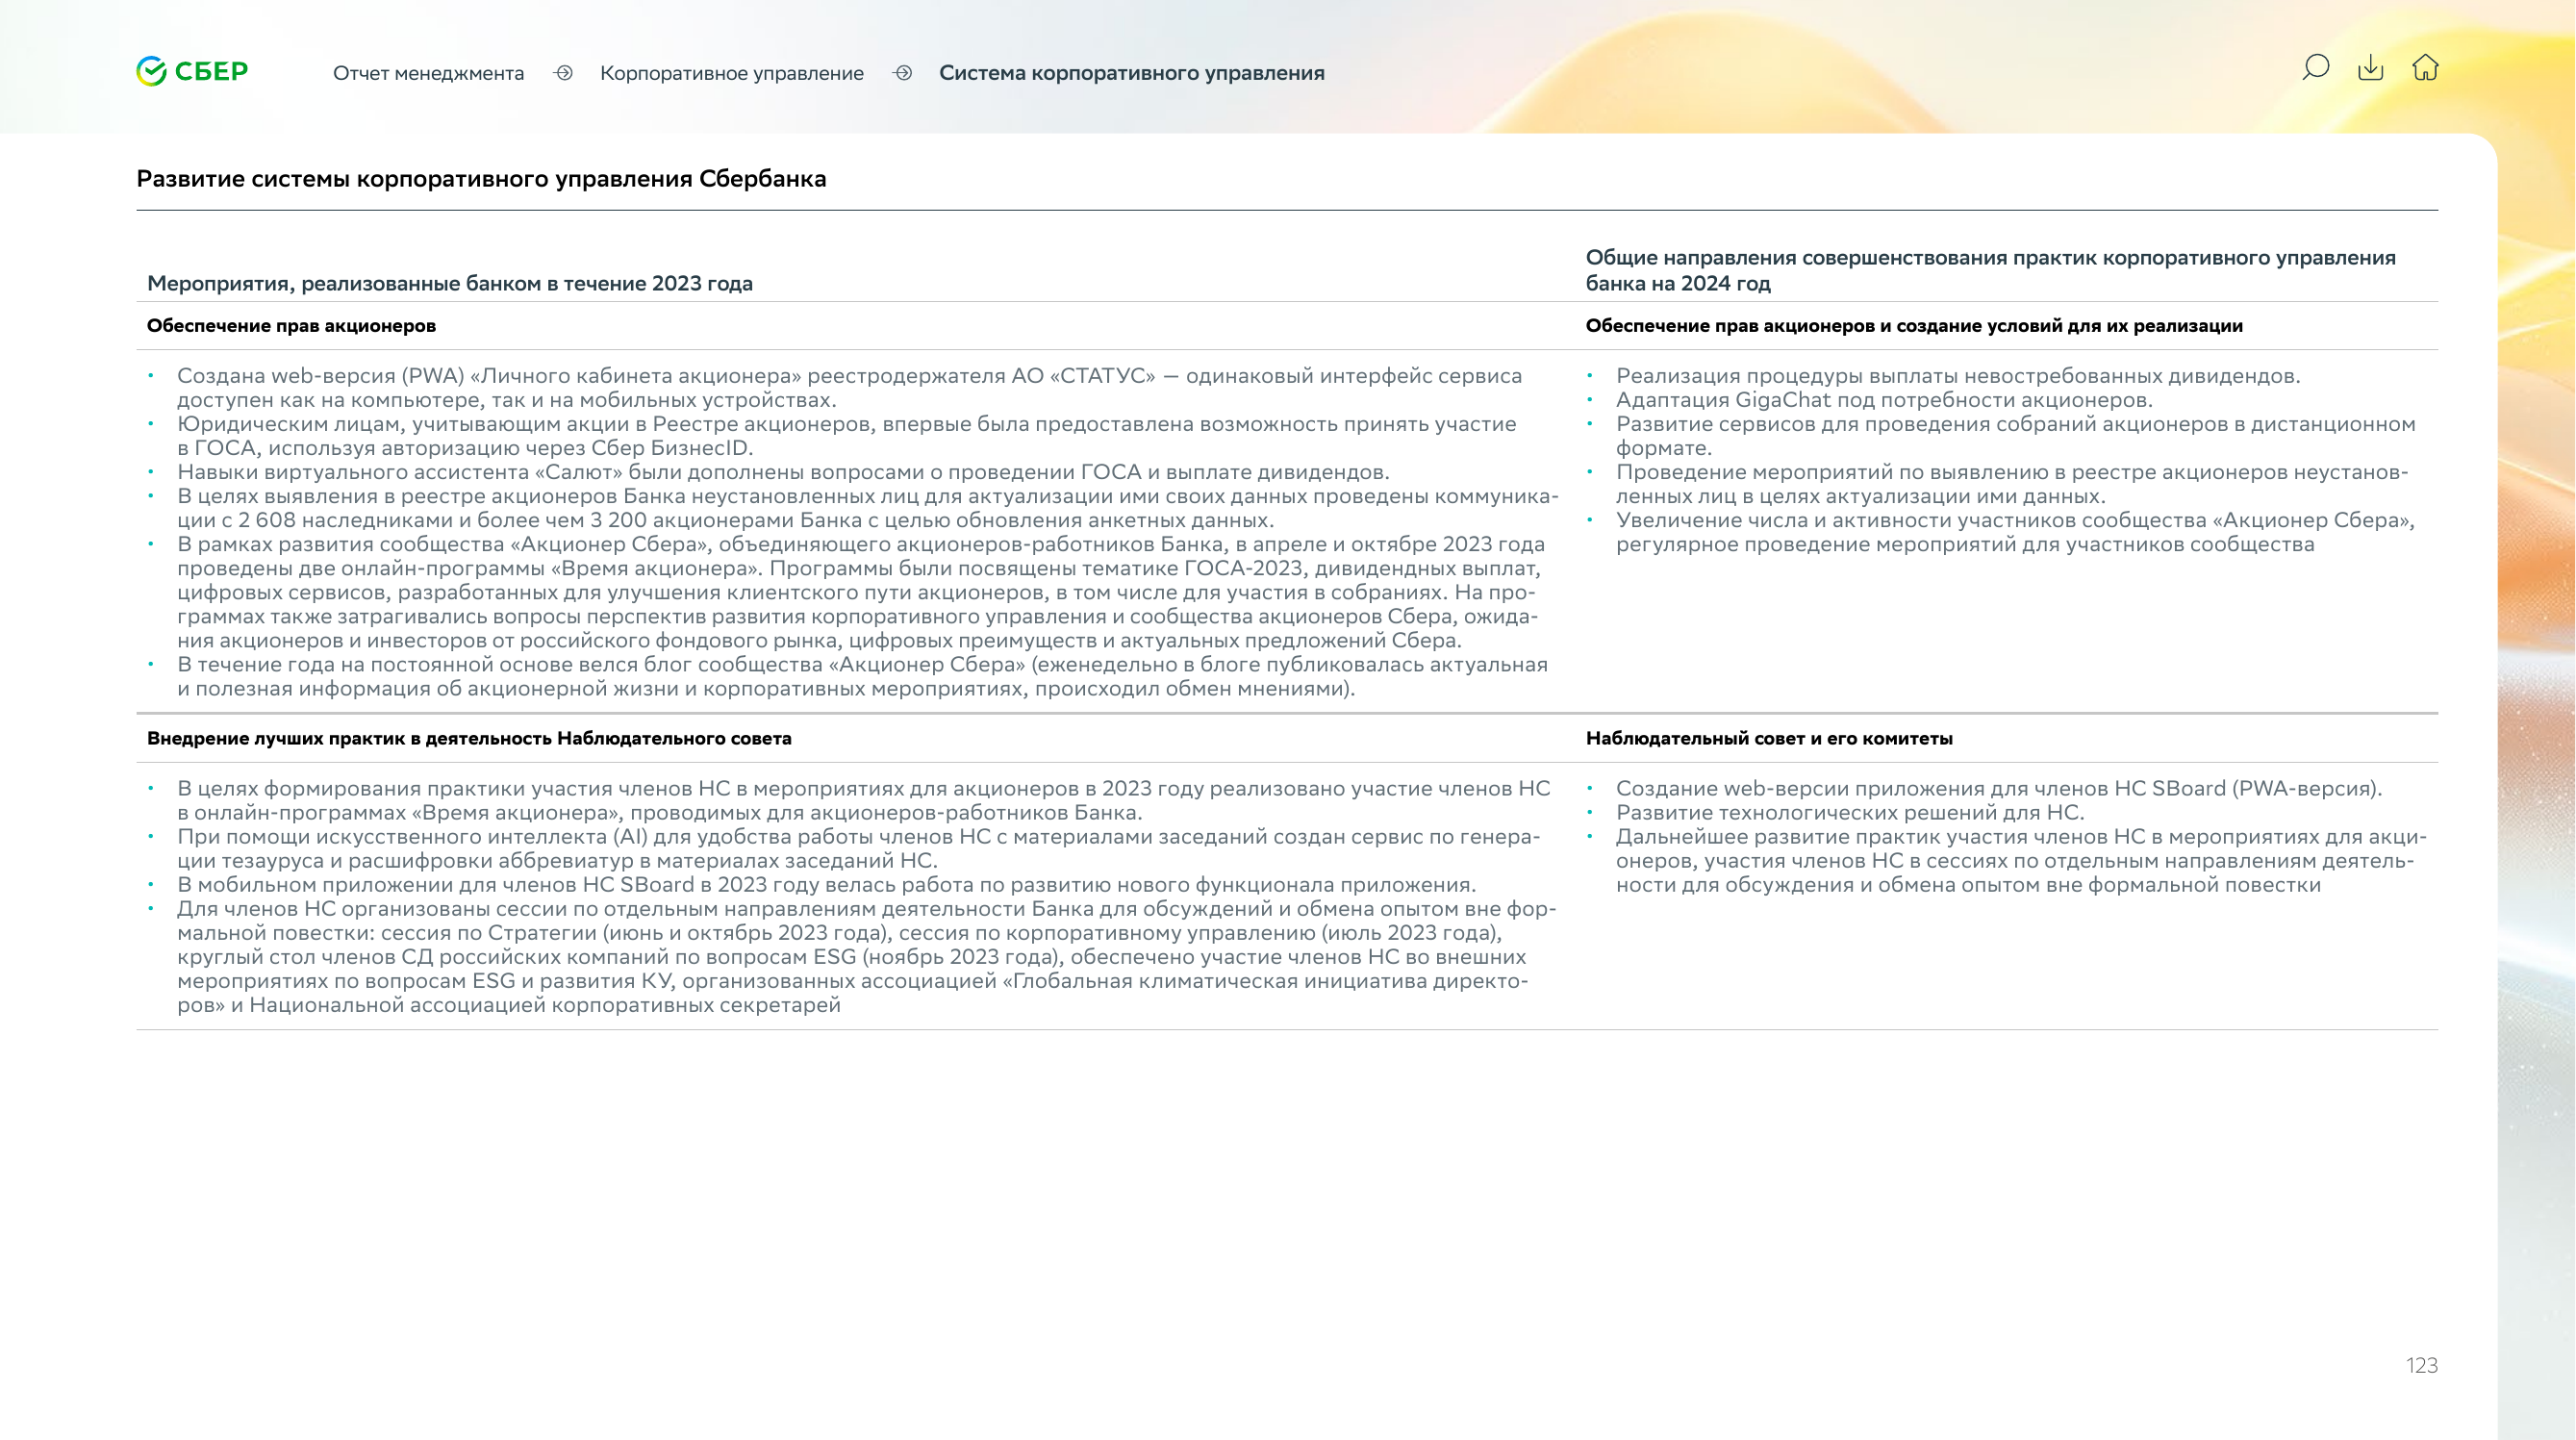 СБЕР
Отчет менеджмента
Корпоративное управление
Система корпоративного управления
Развитие системы корпоративного управления Сбербанка
Мероприятия, реализованные банком в течение 2023 года
Общие направления совершенствования практик корпоративного управления
банка на 2024 год
Обеспечение прав акционеров
Обеспечение прав акционеров и создание условий для их реализации
• Создана web-версия (PWA) «Личного кабинета акционера» реестродержателя АО «СТАТУС» — одинаковый интерфейс сервиса
доступен как на компьютере, так и на мобильных устройствах.
• Юридическим лицам, учитывающим акции в Реестре акционеров, впервые была предоставлена возможность принять участие
в ГОСА, используя авторизацию через Сбер БизнесID.
• Навыки виртуального ассистента «Салют» были дополнены вопросами о проведении ГОСА и выплате дивидендов.
• В целях выявления в реестре акционеров Банка неустановленных лиц для актуализации ими своих данных проведены коммуника-
ции с 2 608 наследниками и более чем 3 200 акционерами Банка с целью обновления анкетных данных.
• В рамках развития сообщества «Акционер Сбера», объединяющего акционеров-работников Банка, в апреле и октябре 2023 года
проведены две онлайн-программы «Время акционера». Программы были посвящены тематике ГОСА-2023, дивидендных выплат,
цифровых сервисов, разработанных для улучшения клиентского пути акционеров, в том числе для участия в собраниях. На про-
граммах также затрагивались вопросы перспектив развития корпоративного управления и сообщества акционеров Сбера, ожида-
ния акционеров и инвесторов от российского фондового рынка, цифровых преимуществ и актуальных предложений Сбера.
• В течение года на постоянной основе велся блог сообщества «Акционер Сбера» (еженедельно в блоге публиковалась актуальная
и полезная информация об акционерной жизни и корпоративных мероприятиях, происходил обмен мнениями).
• Реализация процедуры выплаты невостребованных дивидендов.
• Адаптация GigaChat под потребности акционеров.
• Развитие сервисов для проведения собраний акционеров в дистанционном
формате.
• Проведение мероприятий по выявлению в реестре акционеров неустанов-
ленных лиц в целях актуализации ими данных.
• Увеличение числа и активности участников сообщества «Акционер Сбера»,
регулярное проведение мероприятий для участников сообщества
Внедрение лучших практик в деятельность Наблюдательного совета
Наблюдательный совет и его комитеты
• В целях формирования практики участия членов НС в мероприятиях для акционеров в 2023 году реализовано участие членов НС
в онлайн-программах «Время акционера», проводимых для акционеров-работников Банка.
• При помощи искусственного интеллекта (AI) для удобства работы членов НС с материалами заседаний создан сервис по генера-
ции тезауруса и расшифровки аббревиатур в материалах заседаний НС.
• В мобильном приложении для членов НС SBoard в 2023 году велась работа по развитию нового функционала приложения.
• Для членов НС организованы сессии по отдельным направлениям деятельности Банка для обсуждений и обмена опытом вне фор-
мальной повестки: сессия по Стратегии (июнь и октябрь 2023 года), сессия по корпоративному управлению (июль 2023 года),
круглый стол членов СД российских компаний по вопросам ESG (ноябрь 2023 года), обеспечено участие членов НС во внешних
мероприятиях по вопросам ESG и развития КУ, организованных ассоциацией «Глобальная климатическая инициатива директо-
ров» и Национальной ассоциацией корпоративных секретарей
• Создание web-версии приложения для членов НС SBoard (PWA-версия).
• Развитие технологических решений для НС.
• Дальнейшее развитие практик участия членов НС в мероприятиях для акци-
онеров, участия членов НС в сессиях по отдельным направлениям деятель-
ности для обсуждения и обмена опытом вне формальной повестки
123